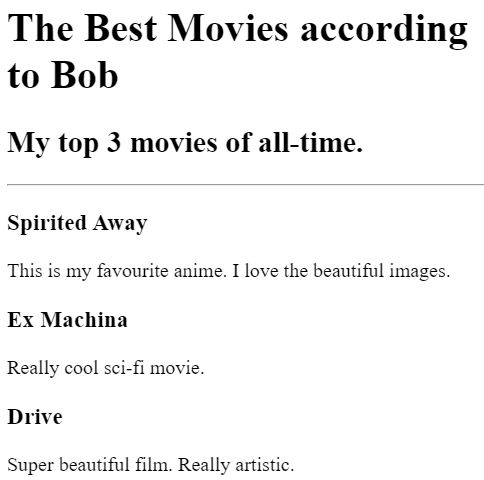 The Best Movies according
to Bob
My top 3 movies of all-time.
Spirited Away
This is my favourite anime. I love the beautiful images.
Ex Machina
Really cool sci-fi movie.
Drive
Super beautiful film. Really artistic.